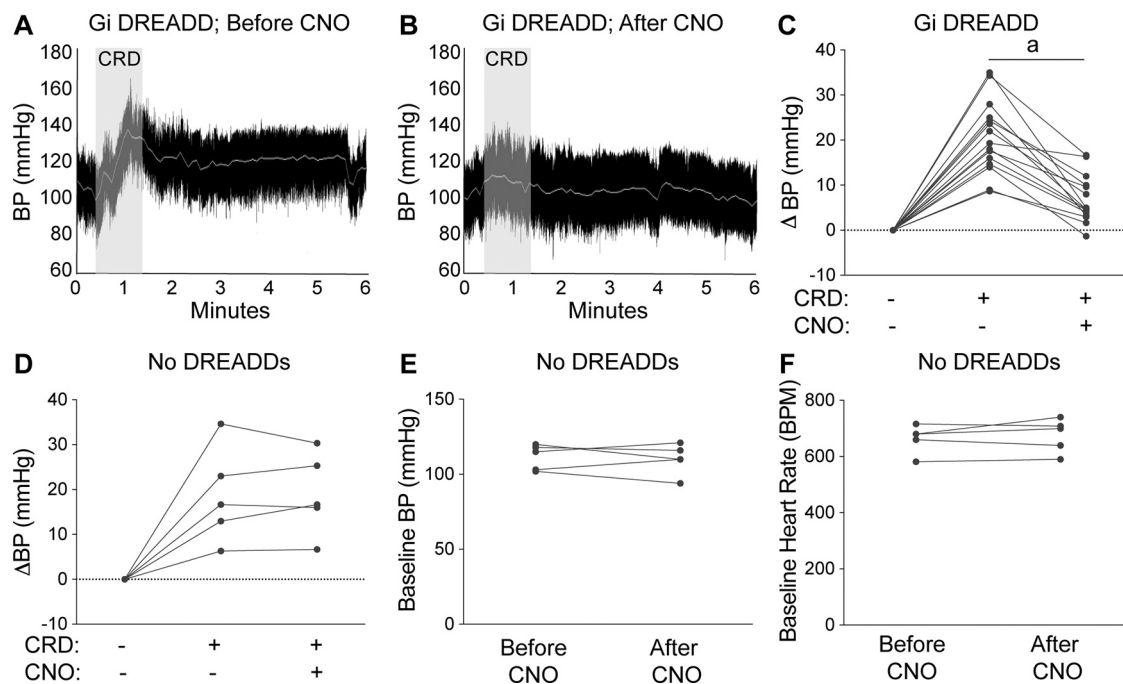 A
Gi DREADD; Before CNO
BP (mmHg)
180
160
140
120
100
80
60
CRD
0 1 2 3 4 5 6
Minutes
B
Gi DREADD; After CNO
BP (mmHg)
180
160
140
120
100
80
60
CRD
0 1 2 3 4 5 6
Minutes
C
Gi DREADD
Δ BP (mmHg)
40
30
20
10
0
-10
a
CRD: - + +
CNO: - - +
D
No DREADDs
ΔBP (mmHg)
40
30
20
10
0
-10
CRD: - + +
CNO: - - +
E
No DREADDs
Baseline BP (mmHg)
150
100
50
0
Before After
CNO CNO
F
No DREADDs
Baseline Heart Rate (BPM)
800
600
400
200
0
Before After
CNO CNO